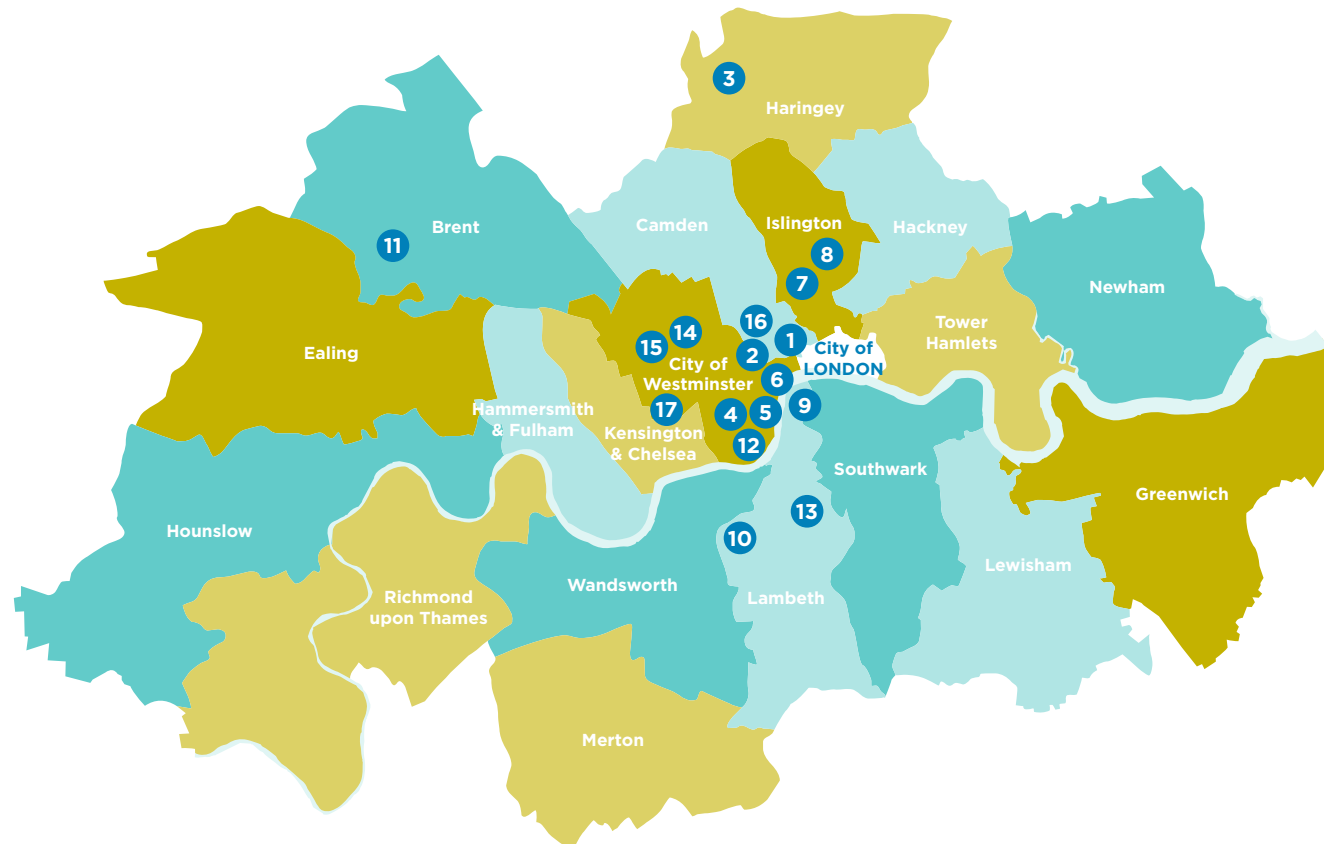 3
Haringey
Brent
Camden
Islington
Hackney
11
8
7
Newham
Ealing
16
14
15
1
2
City of
LONDON
Tower
Hamlets
City of
Westminster
6
Hammersmith
& Fulham
17
Kensington
& Chelsea
4
5
9
12
Southwark
Greenwich
Hounslow
13
10
Lewisham
Wandsworth
Lambeth
Richmond
upon Thames
Merton